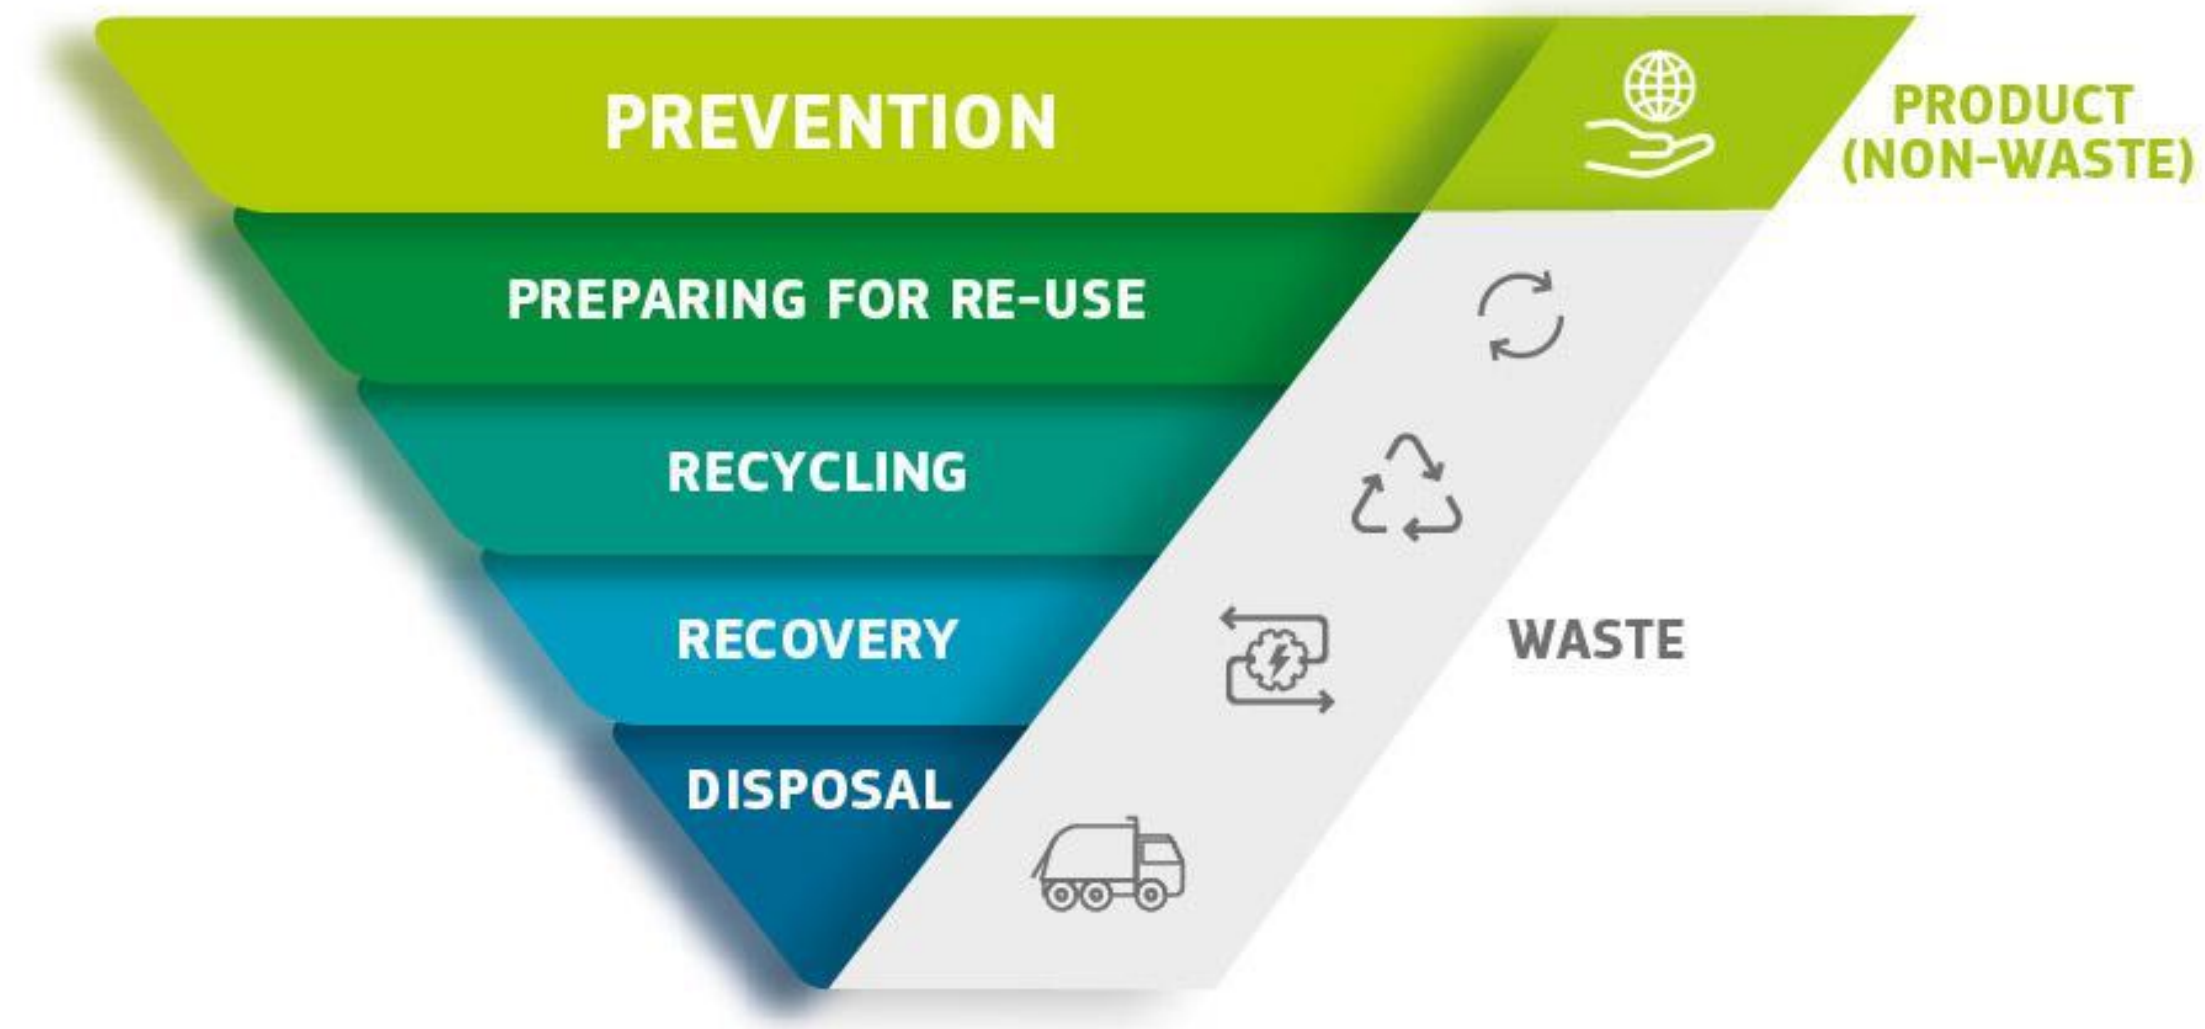 PREVENTION
PRODUCT
(NON-WASTE)
PREPARING FOR RE-USE
RECYCLING
RECOVERY
WASTE
DISPOSAL